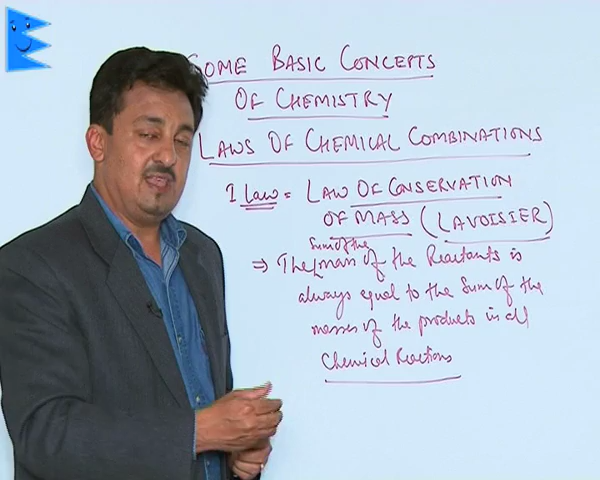 SOME BASIC CONCEPTS
OF CHEMISTRY
LAWS OF CHEMICAL COMBINATIONS
I Law = LAW OF CONSERVATION
OF MASS (LAVOISIER)
Sum of the
⇒ The mass of the Reactants is
always equal to the Sum of the
masses of the products in all
Chemical Reactions